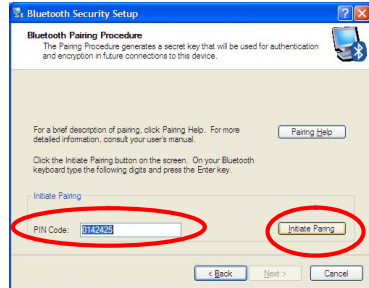 Bluetooth Security Setup
Bluetooth Pairing Procedure
The Pairing Procedure generates a secret key that will be used for authentication
and encryption in future connections to this device.
For a brief description of pairing, click Pairing Help. For more
detailed information, consult your user's manual.
Pairing Help
Click the Initiate Pairing button on the screen. On your Bluetooth
keyboard type the following digits and press the Enter key.
Initiate Pairing
PIN Code: 0142425
Initiate Paring
< Back Next > Cancel